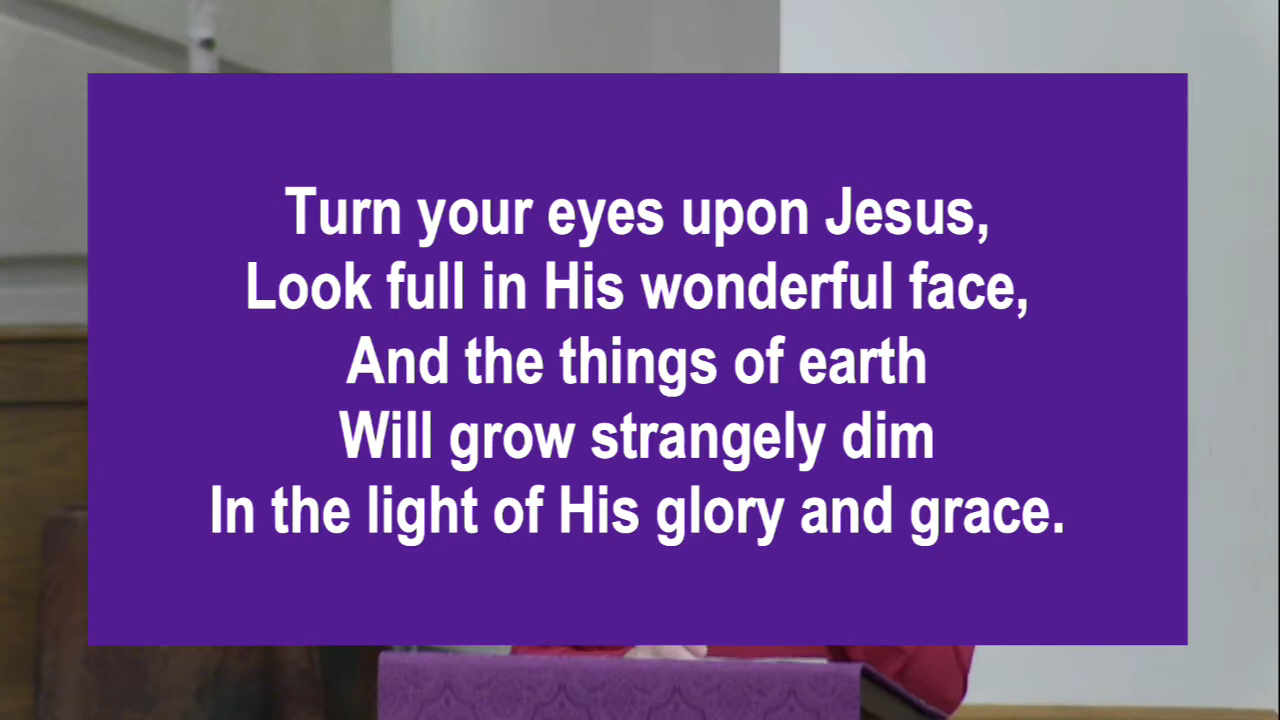 Turn your eyes upon Jesus,
Look full in His wonderful face,
And the things of earth
Will grow strangely dim
In the light of His glory and grace.